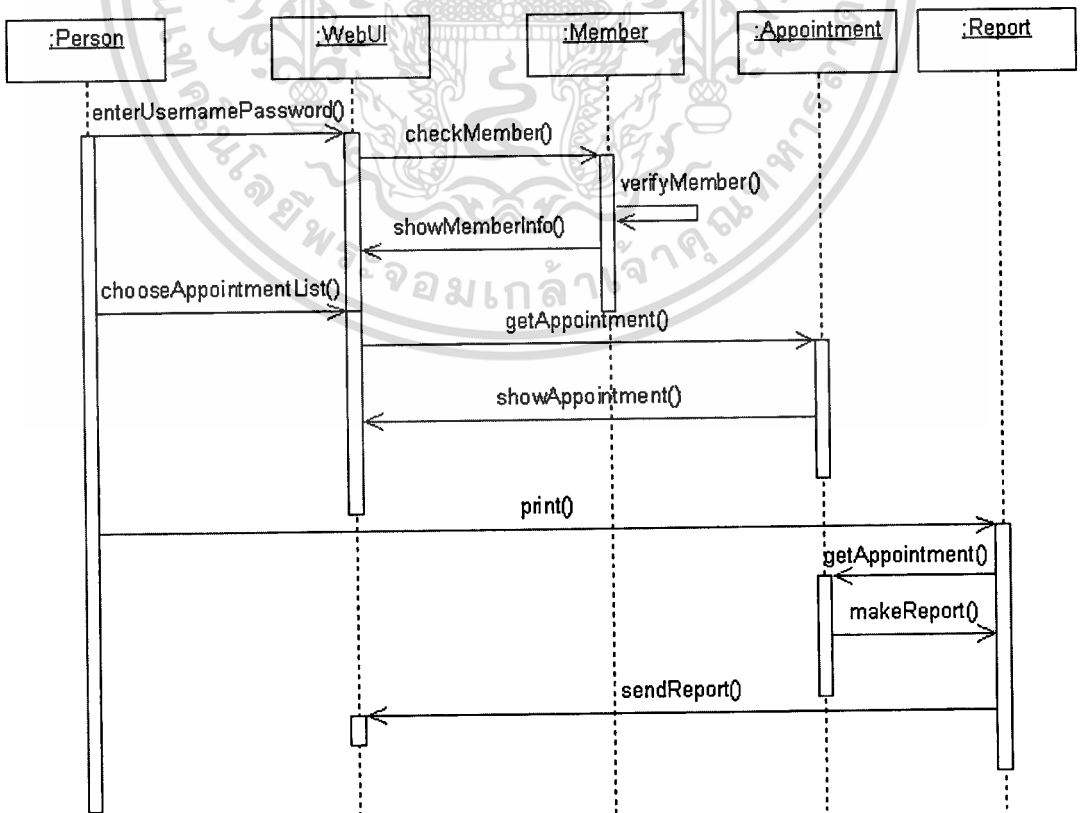 :Person
:WebUI
:Member
:Appointment
:Report
enterUsernamePassword()
checkMember()
verifyMember()
showMemberInfo()
chooseAppointmentList()
getAppointment()
showAppointment()
print()
getAppointment()
makeReport()
sendReport()